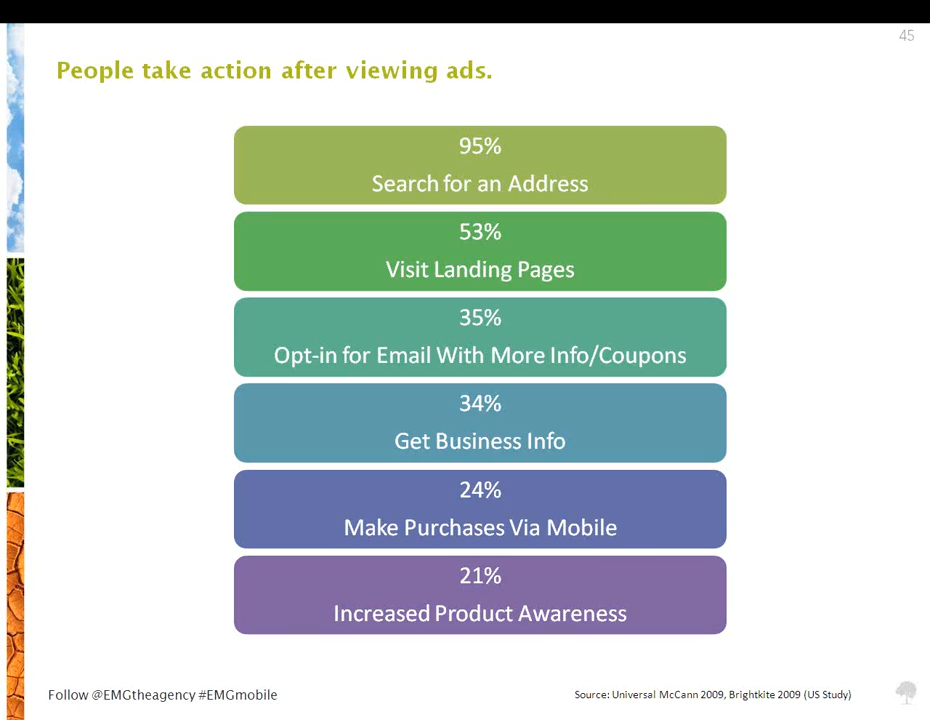 45
People take action after viewing ads.
95%
Search for an Address
53%
Visit Landing Pages
35%
Opt-in for Email With More Info/Coupons
34%
Get Business Info
24%
Make Purchases Via Mobile
21%
Increased Product Awareness
Follow @EMGtheagency #EMGmobile
Source: Universal McCann 2009, Brightkite 2009 (US Study)